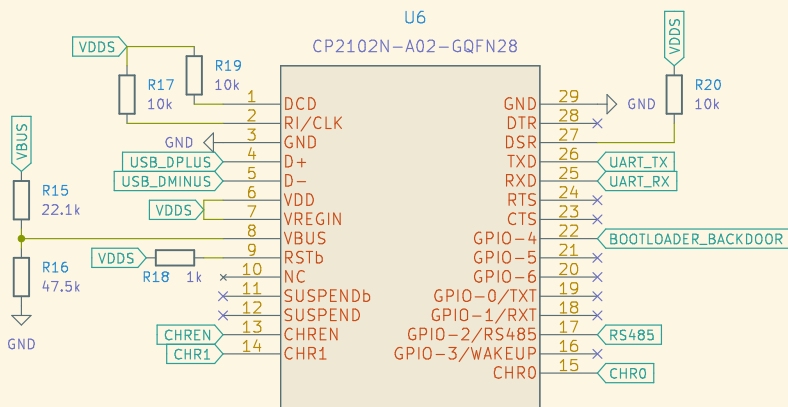 U6
CP2102N-A02-GQFN28
VDDS
R17
10k
R19
10k
VDDS
R20
10k
VBUS
R15
22.1k
R16
47.5k
GND
GND
USB_DPLUS
USB_DMINUS
VDDS
VDDS
R18 1k
CHREN
CHR1
1 DCD
2 RI/CLK
3 GND
4 D+
5 D-
6 VDD
7 VREGIN
8 VBUS
9 RSTb
10 NC
11 SUSPENDb
12 SUSPEND
13 CHREN
14 CHR1
GND 29
DTR 28
DSR 27
TXD 26
RXD 25
RTS 24
CTS 23
GPIO-4 22
GPIO-5 21
GPIO-6 20
GPIO-0/TXT 19
GPIO-1/RXT 18
GPIO-2/RS485 17
GPIO-3/WAKEUP 16
CHR0 15
GND
UART_TX
UART_RX
BOOTLOADER_BACKDOOR
RS485
CHR0